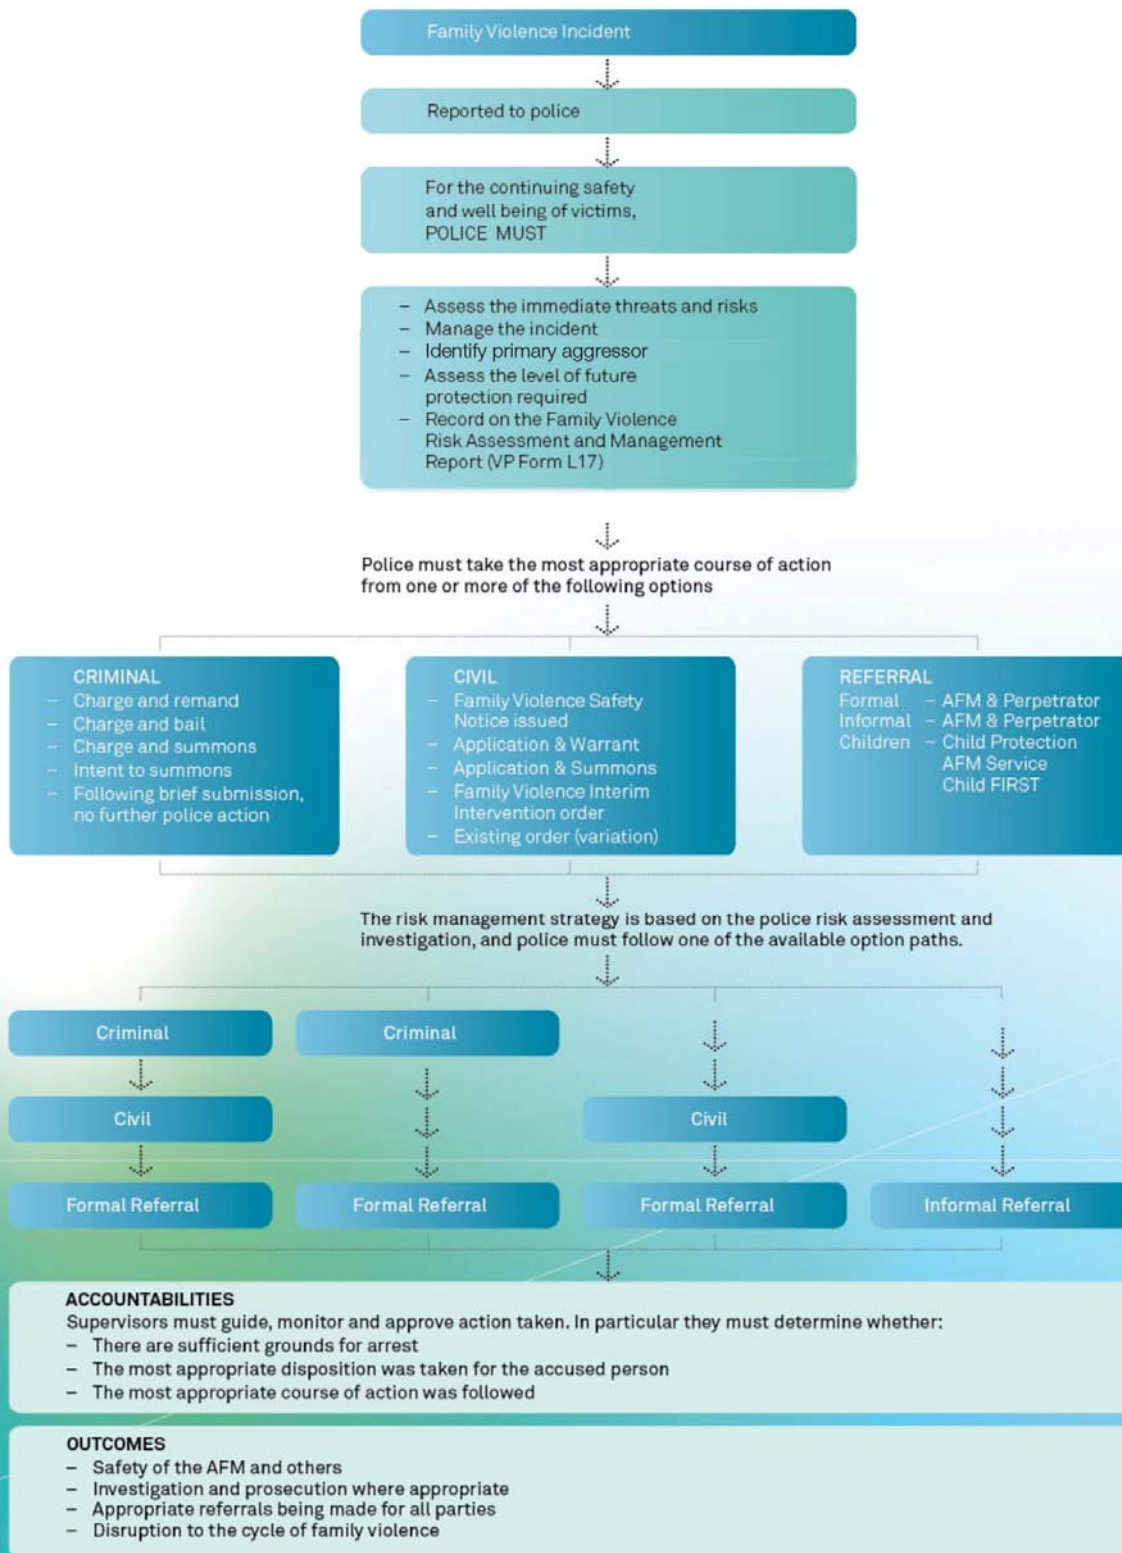 Family Violence Incident
Reported to police
For the continuing safety
and well being of victims,
POLICE MUST
– Assess the immediate threats and risks
– Manage the incident
– Identify primary aggressor
– Assess the level of future
protection required
– Record on the Family Violence
Risk Assessment and Management
Report (VP Form L17)
Police must take the most appropriate course of action
from one or more of the following options
CRIMINAL
– Charge and remand
– Charge and bail
– Charge and summons
– Intent to summons
– Following brief submission,
no further police action
CIVIL
– Family Violence Safety
Notice issued
– Application & Warrant
– Application & Summons
– Family Violence Interim
Intervention order
– Existing order (variation)
REFERRAL
Formal – AFM & Perpetrator
Informal – AFM & Perpetrator
Children – Child Protection
AFM Service
Child FIRST
The risk management strategy is based on the police risk assessment and
investigation, and police must follow one of the available option paths.
Criminal
Criminal
Civil
Civil
Formal Referral
Formal Referral
Formal Referral
Informal Referral
ACCOUNTABILITIES
Supervisors must guide, monitor and approve action taken. In particular they must determine whether:
– There are sufficient grounds for arrest
– The most appropriate disposition was taken for the accused person
– The most appropriate course of action was followed
OUTCOMES
– Safety of the AFM and others
– Investigation and prosecution where appropriate
– Appropriate referrals being made for all parties
– Disruption to the cycle of family violence